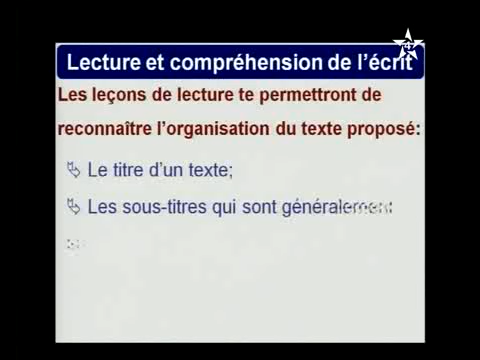 Lecture et compréhension de l'écrit
Les leçons de lecture te permettront de
reconnaître l'organisation du texte proposé:
Le titre d'un texte;
Les sous-titres qui sont généralement